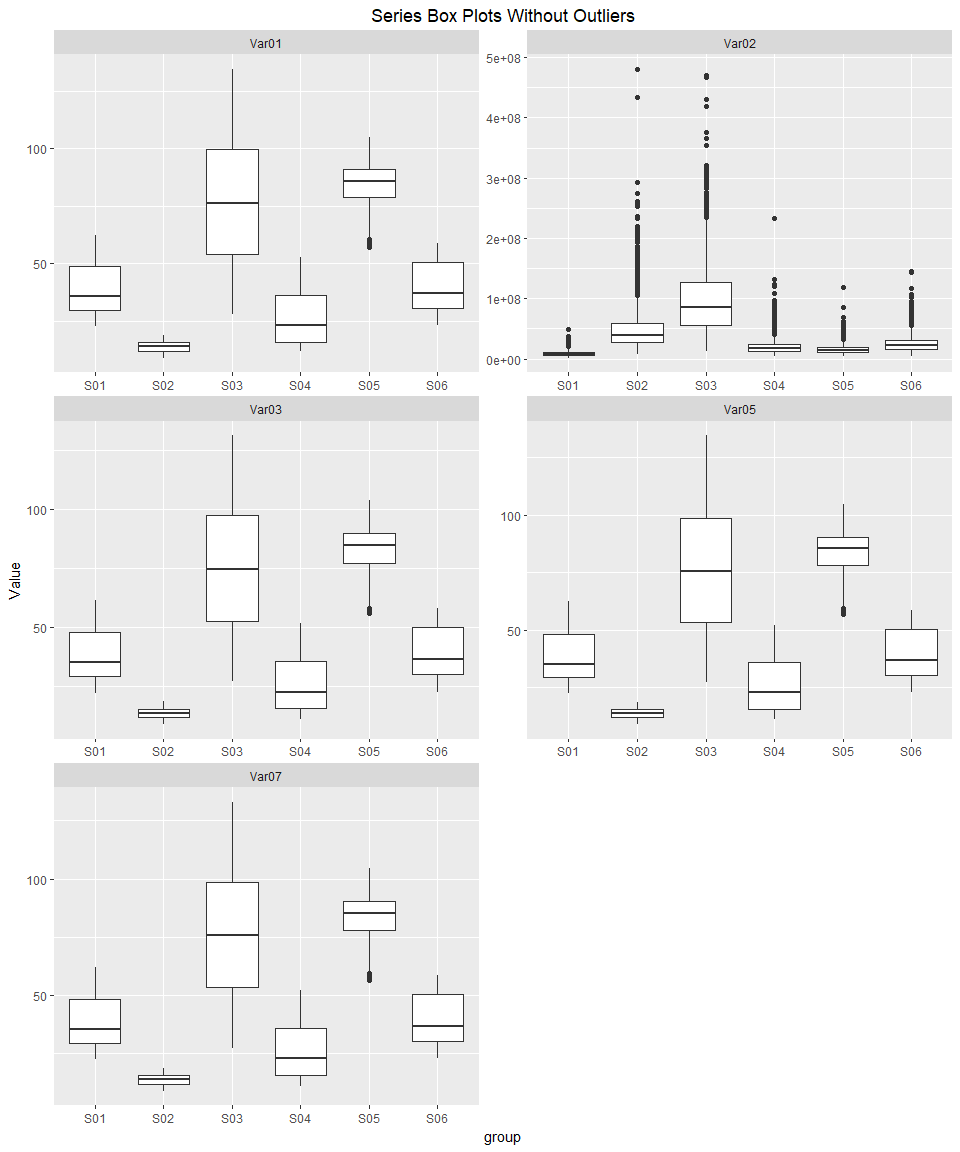 Series Box Plots Without Outliers
Var01
Var02
100
50
5e+08
4e+08
3e+08
2e+08
1e+08
0e+00
S01 S02 S03 S04 S05 S06
S01 S02 S03 S04 S05 S06
Var03
Var05
Value
100
50
100
50
S01 S02 S03 S04 S05 S06
S01 S02 S03 S04 S05 S06
Var07
100
50
S01 S02 S03 S04 S05 S06
group